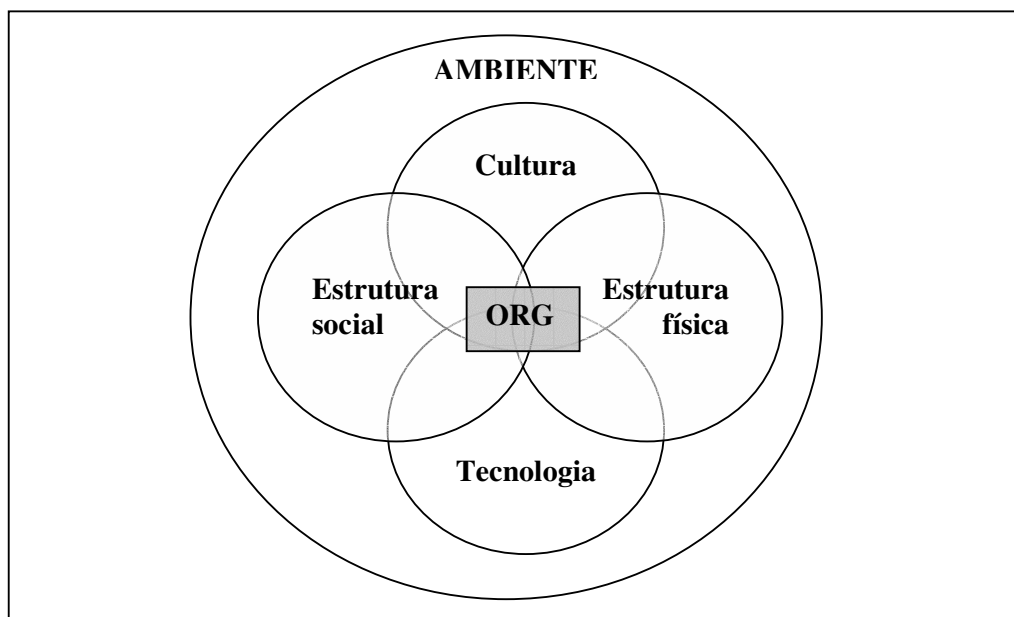 AMBIENTE
Cultura
Estrutura
social
ORG
Estrutura
física
Tecnologia